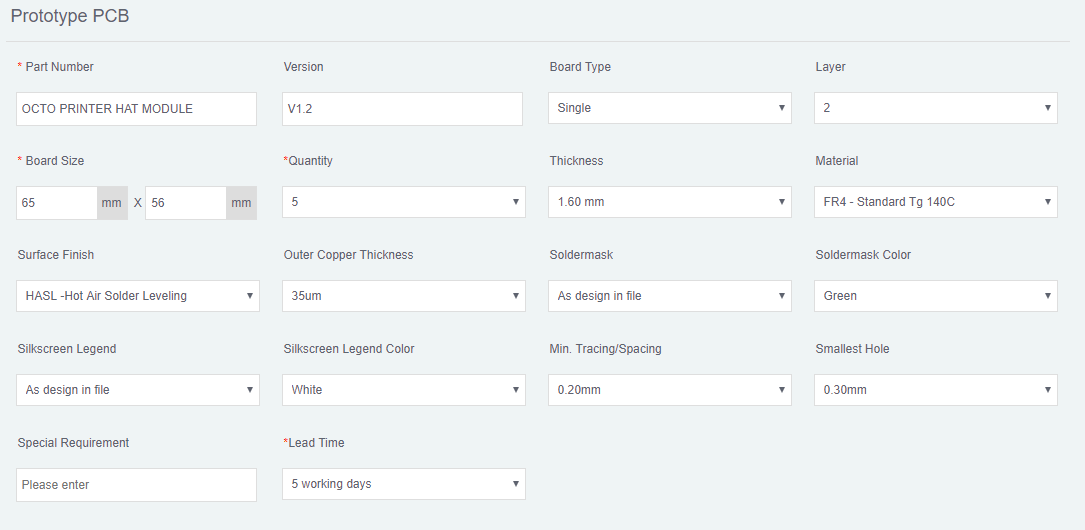 Prototype PCB
* Part Number Version Board Type Layer
OCTO PRINTER HAT MODULE V1.2 Single 2
* Board Size *Quantity Thickness Material
65 mm X 56 mm 5 1.60 mm FR4 - Standard Tg 140C
Surface Finish Outer Copper Thickness Soldermask Soldermask Color
HASL -Hot Air Solder Leveling 35um As design in file Green
Silkscreen Legend Silkscreen Legend Color Min. Tracing/Spacing Smallest Hole
As design in file White 0.20mm 0.30mm
Special Requirement *Lead Time
Please enter 5 working days